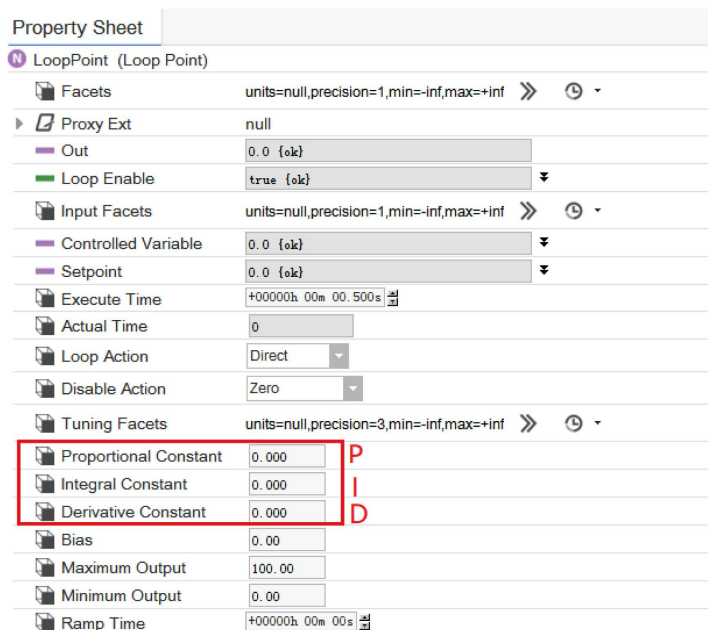 Property Sheet
N LoopPoint (Loop Point)
Facets units=null,precision=1,min=-inf,max=+inf
Proxy Ext null
Out 0.0 {ok}
Loop Enable true {ok}
Input Facets units=null,precision=1,min=-inf,max=+inf
Controlled Variable 0.0 {ok}
Setpoint 0.0 {ok}
Execute Time +00000h 00m 00.500s
Actual Time 0
Loop Action Direct
Disable Action Zero
Tuning Facets units=null,precision=3,min=-inf,max=+inf
Proportional Constant 0.000 P
Integral Constant 0.000 I
Derivative Constant 0.000 D
Bias 0.00
Maximum Output 100.00
Minimum Output 0.00
Ramp Time +00000h 00m 00s